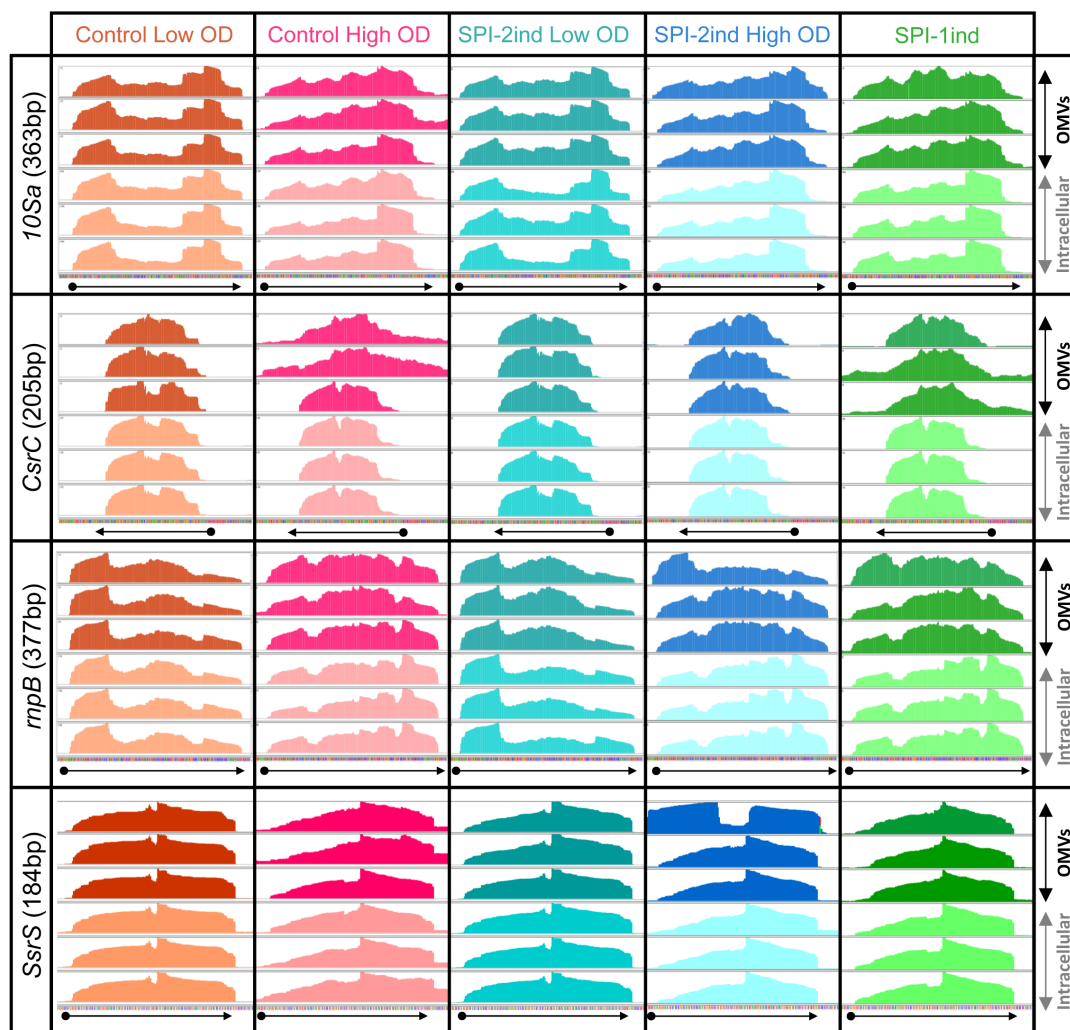 Control Low OD
Control High OD
SPI-2ind Low OD
SPI-2ind High OD
SPI-1ind
10Sa (363bp)
OMVs
Intracellular
CsrC (205bp)
OMVs
Intracellular
rnpB (377bp)
OMVs
Intracellular
SsrS (184bp)
OMVs
Intracellular